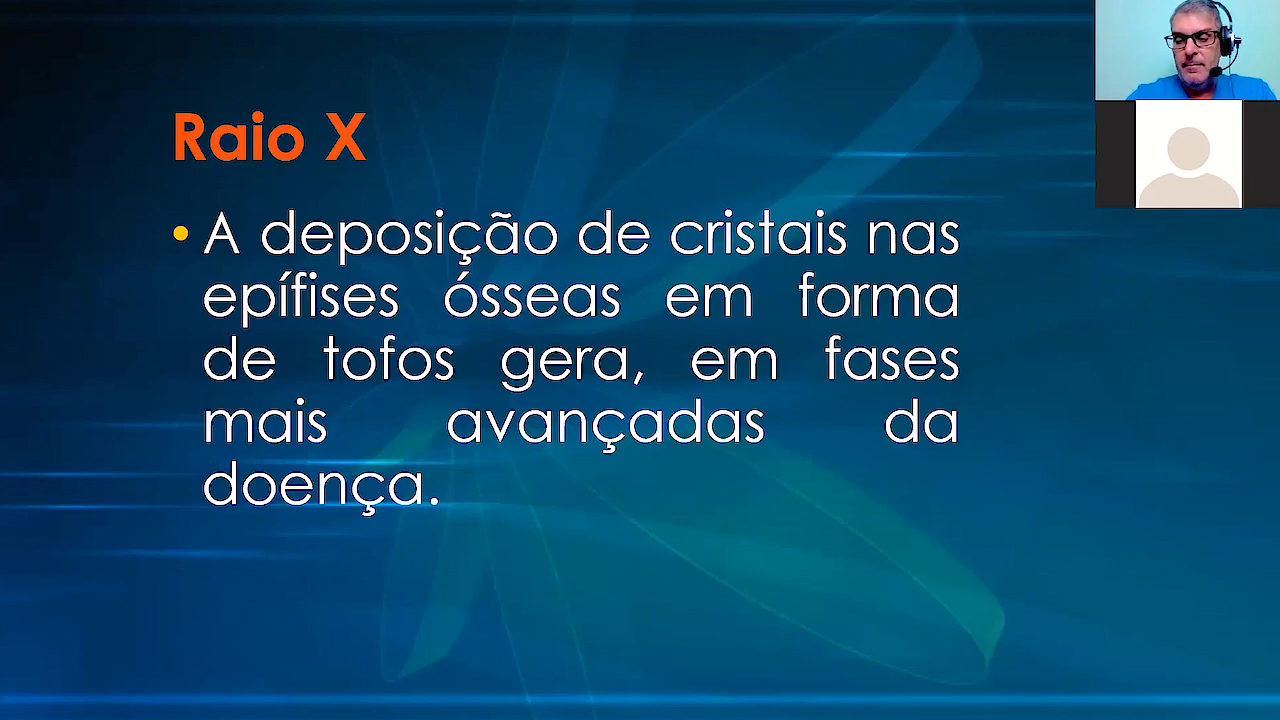 Raio X
• A deposição de cristais nas
epífises ósseas em forma
de tofos gera, em fases
mais avançadas da
doença.